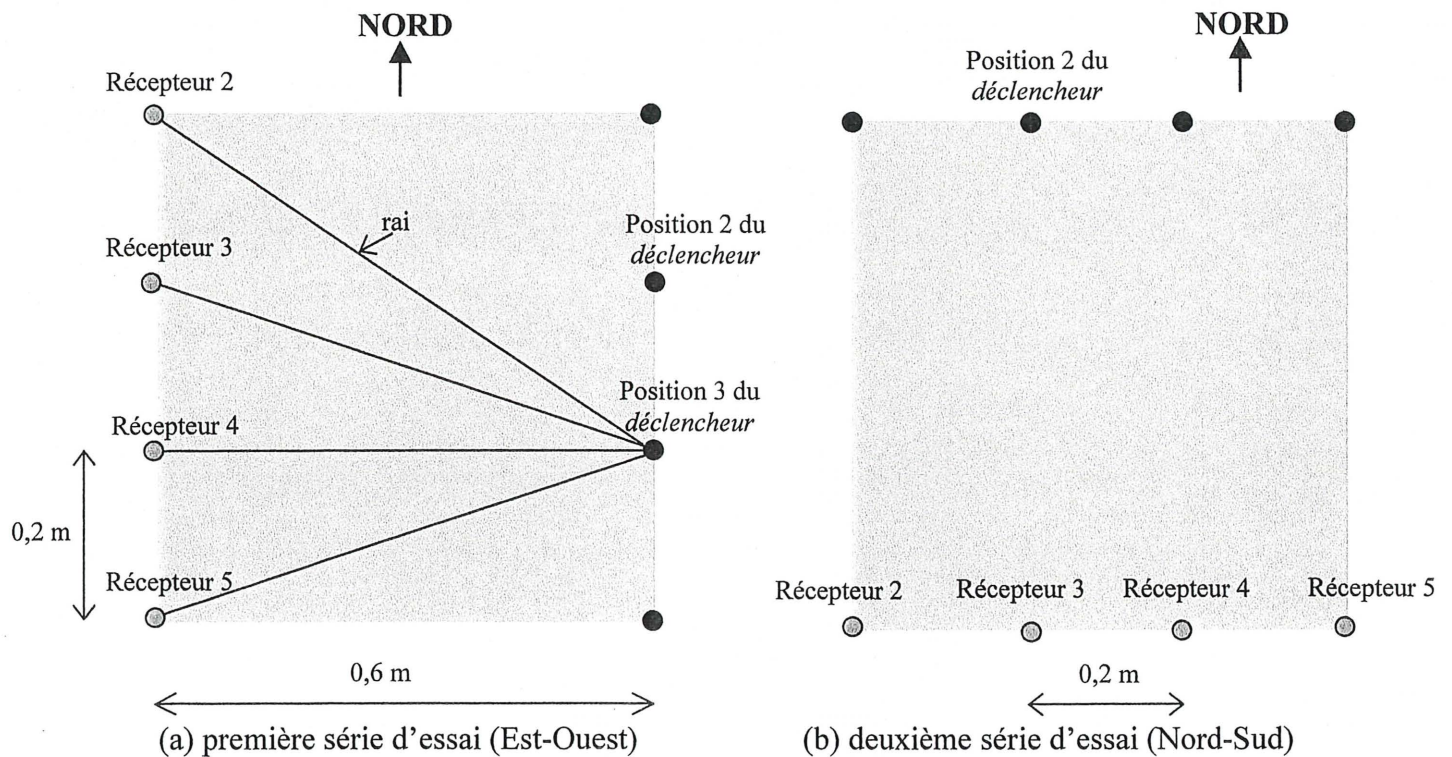 NORD
Récepteur 2
rai
Récepteur 3
Position 2 du
déclencheur
Position 3 du
déclencheur
Récepteur 4
0,2 m
Récepteur 5
0,6 m
(a) première série d'essai (Est-Ouest)
NORD
Position 2 du
déclencheur
Récepteur 2
Récepteur 3
Récepteur 4
Récepteur 5
0,2 m
(b) deuxième série d'essai (Nord-Sud)